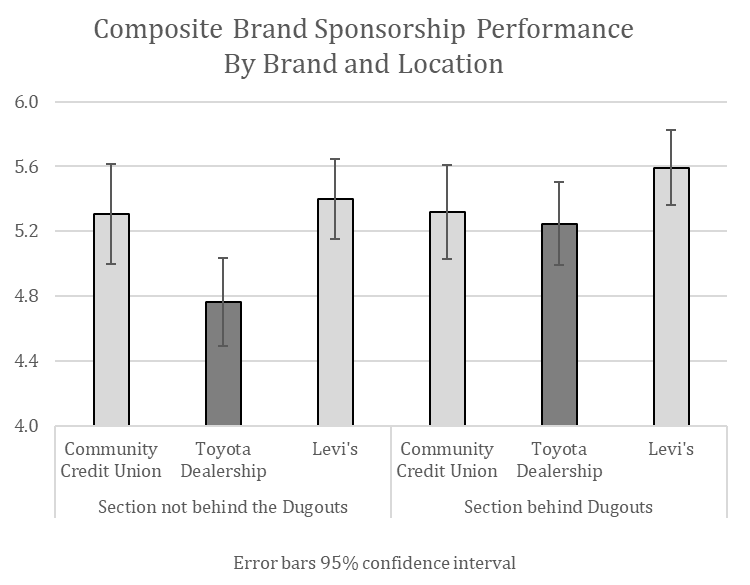 Composite Brand Sponsorship Performance
By Brand and Location
6.0
5.6
5.2
4.8
4.4
4.0
Community Credit Union
Toyota Dealership
Levi's
Community Credit Union
Toyota Dealership
Levi's
Section not behind the Dugouts
Section behind Dugouts
Error bars 95% confidence interval